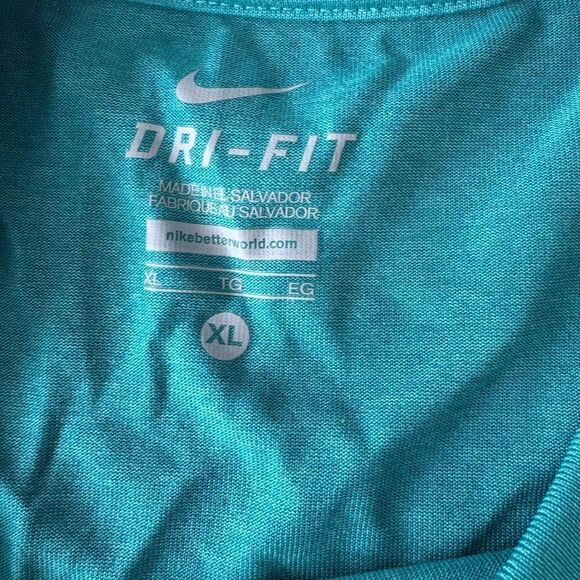 DRI-FIT
MADE IN EL SALVADOR
FABRIQUE AU SALVADOR
nikebetterworld.com
XL TG EG
XL